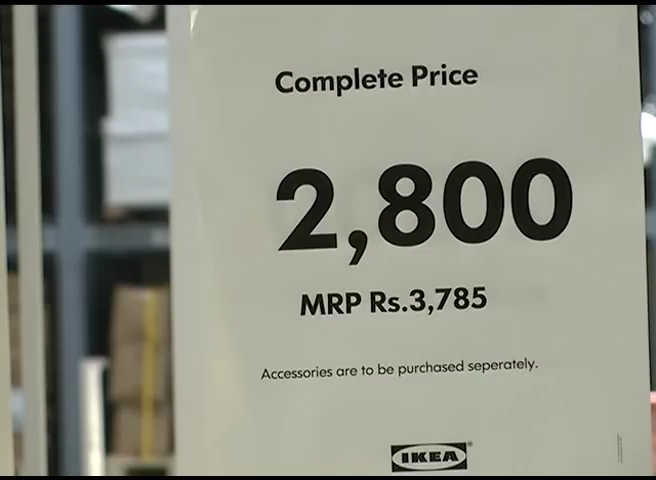 Complete Price
2,800
MRP Rs.3,785
Accessories are to be purchased seperately.
IKEA